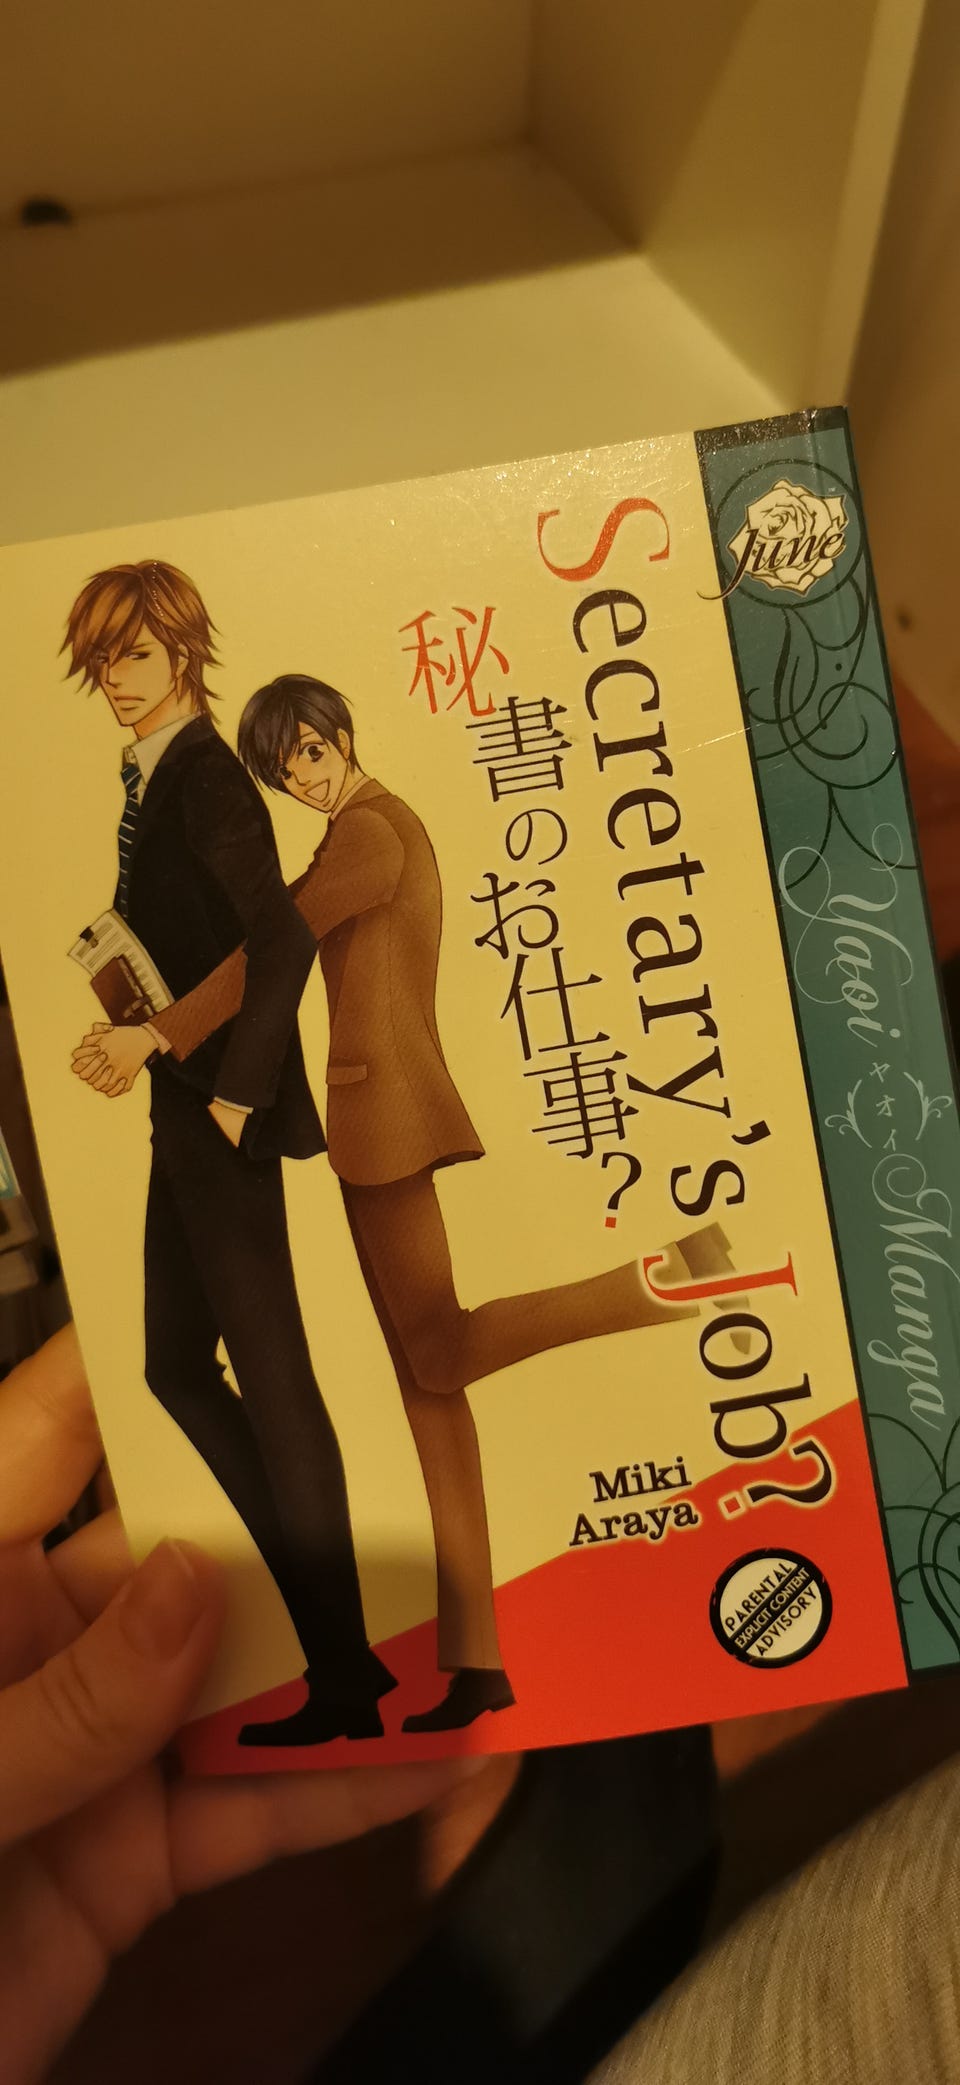 June
Secretary's Job?
秘書のお仕事?
Miki
Araya
PARENTAL
EXPLICIT CONTENT
ADVISORY
Yaoi ヤオイ Manga